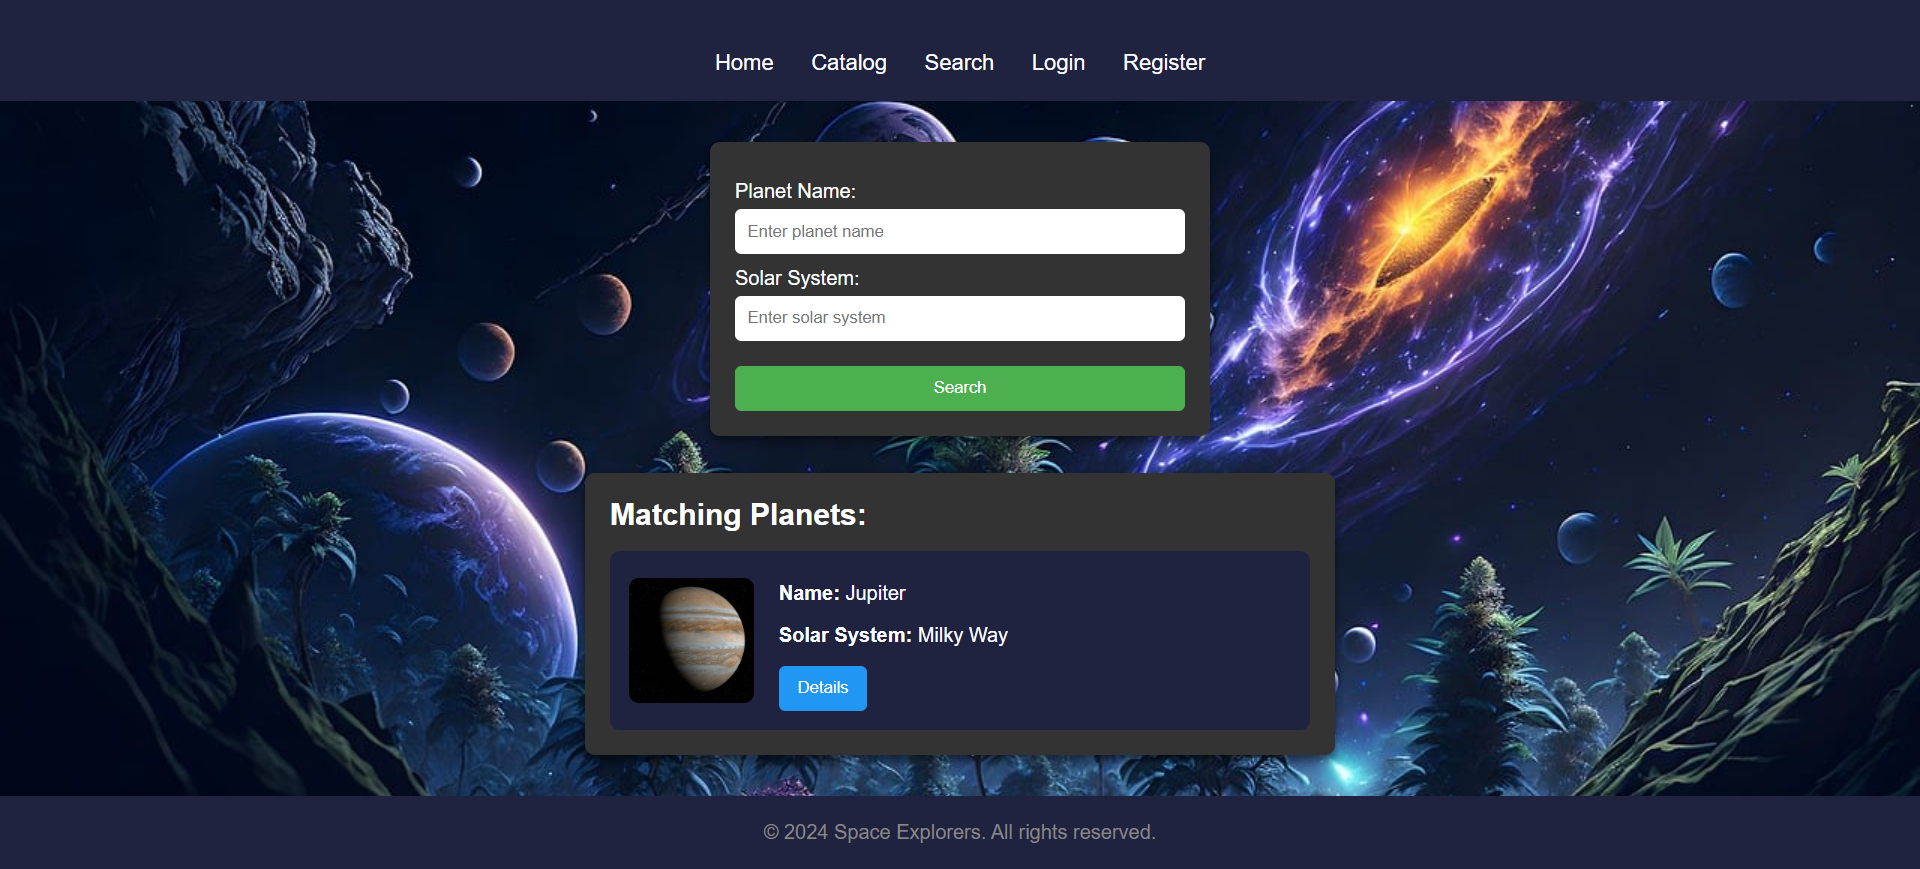 Home Catalog Search Login Register
Planet Name:
Enter planet name
Solar System:
Enter solar system
Search
Matching Planets:
Name: Jupiter
Solar System: Milky Way
Details
© 2024 Space Explorers. All rights reserved.